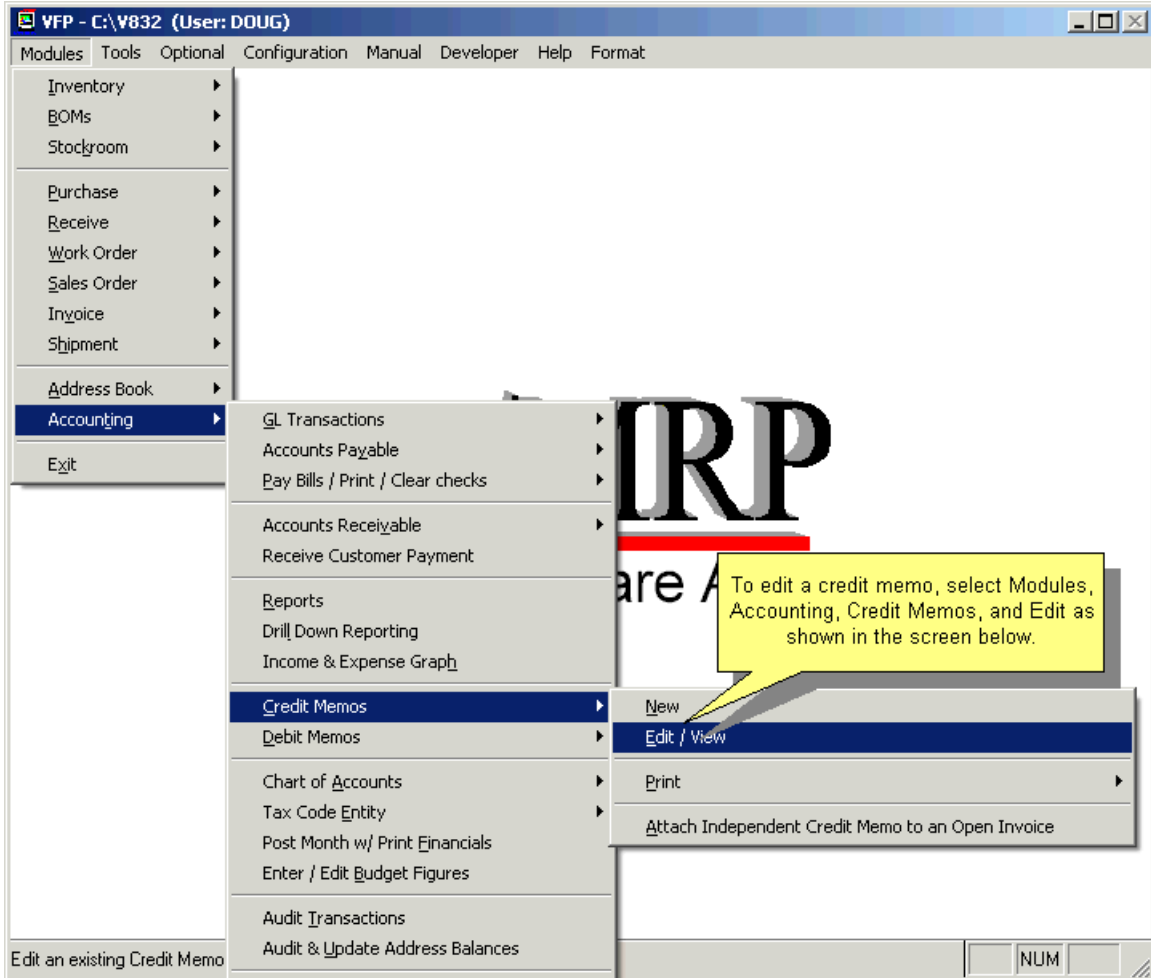 VFP - C:\V832 (User: DOUG)
Modules Tools Optional Configuration Manual Developer Help Format
Inventory
BOMs
Stockroom
Purchase
Receive
Work Order
Sales Order
Invoice
Shipment
Address Book
Accounting
Exit
GL Transactions
Accounts Payable
Pay Bills / Print / Clear checks
Accounts Receivable
Receive Customer Payment
Reports
Drill Down Reporting
Income & Expense Graph
Credit Memos
Debit Memos
Chart of Accounts
Tax Code Entity
Post Month w/ Print Financials
Enter / Edit Budget Figures
Audit Transactions
Audit & Update Address Balances
MRP
are A
To edit a credit memo, select Modules,
Accounting, Credit Memos, and Edit as
shown in the screen below.
New
Edit / View
Print
Attach Independent Credit Memo to an Open Invoice
Edit an existing Credit Memo
NUM